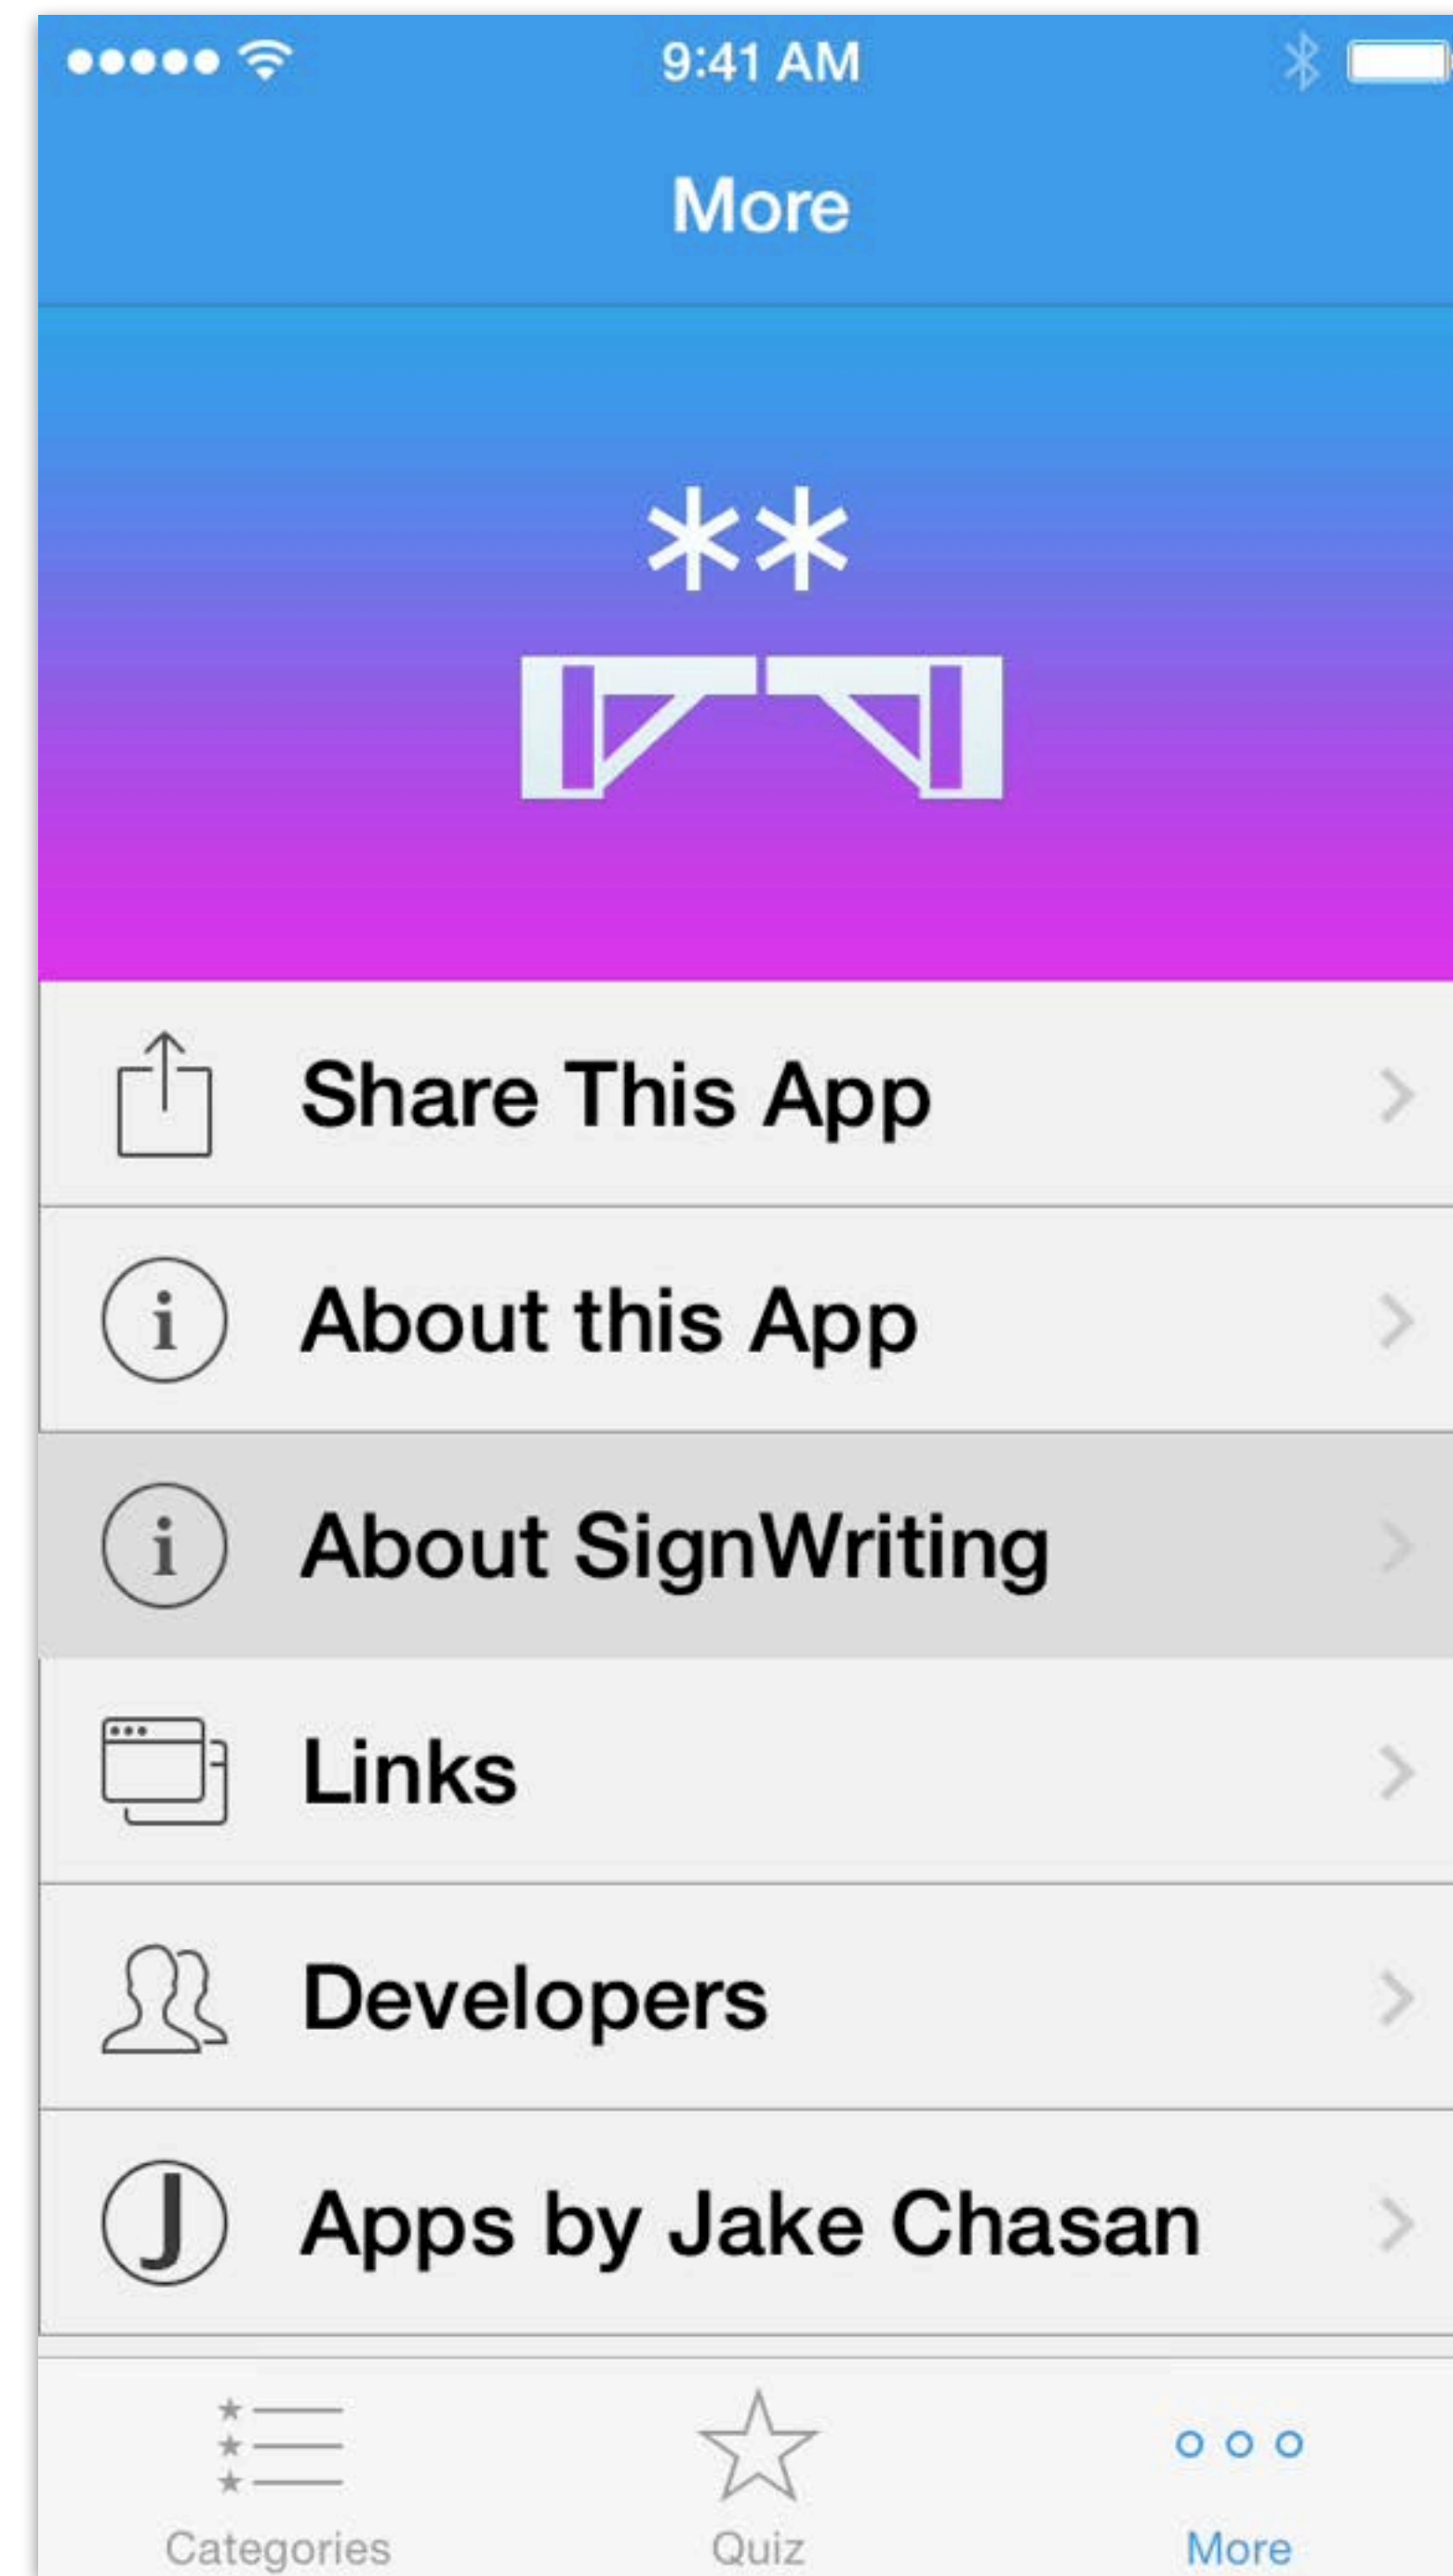 9:41 AM
More
**
Share This App
About this App
About SignWriting
Links
Developers
Apps by Jake Chasan
Categories
Quiz
More